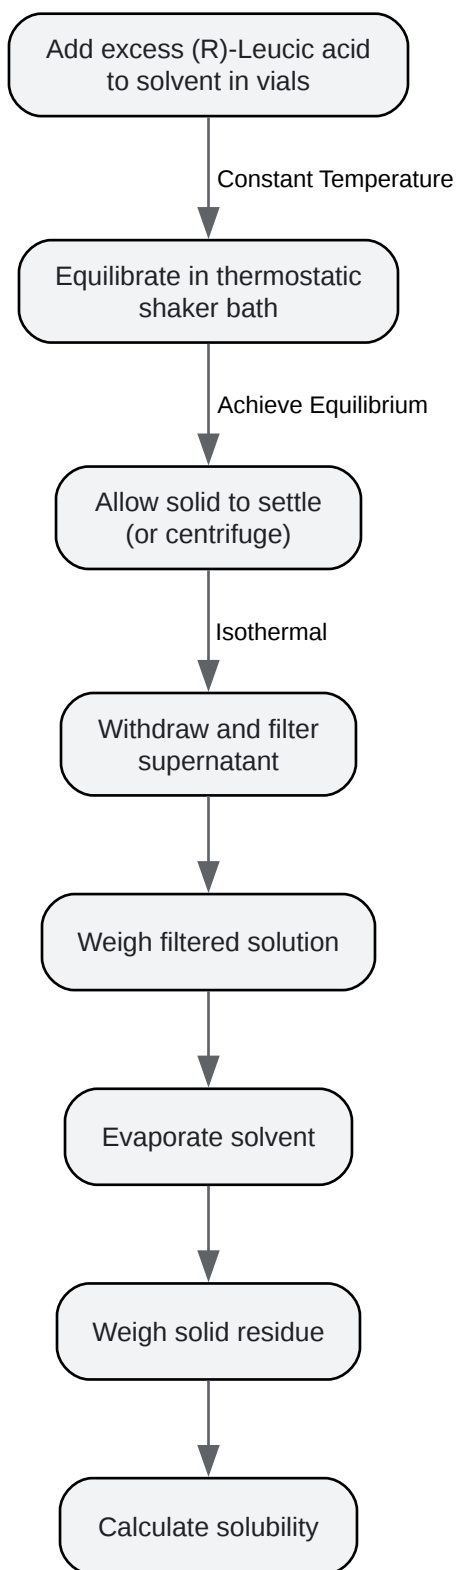 Add excess (R)-Leucic acid
to solvent in vials
Constant Temperature
Equilibrate in thermostatic
shaker bath
Achieve Equilibrium
Allow solid to settle
(or centrifuge)
Isothermal
Withdraw and filter
supernatant
Weigh filtered solution
Evaporate solvent
Weigh solid residue
Calculate solubility